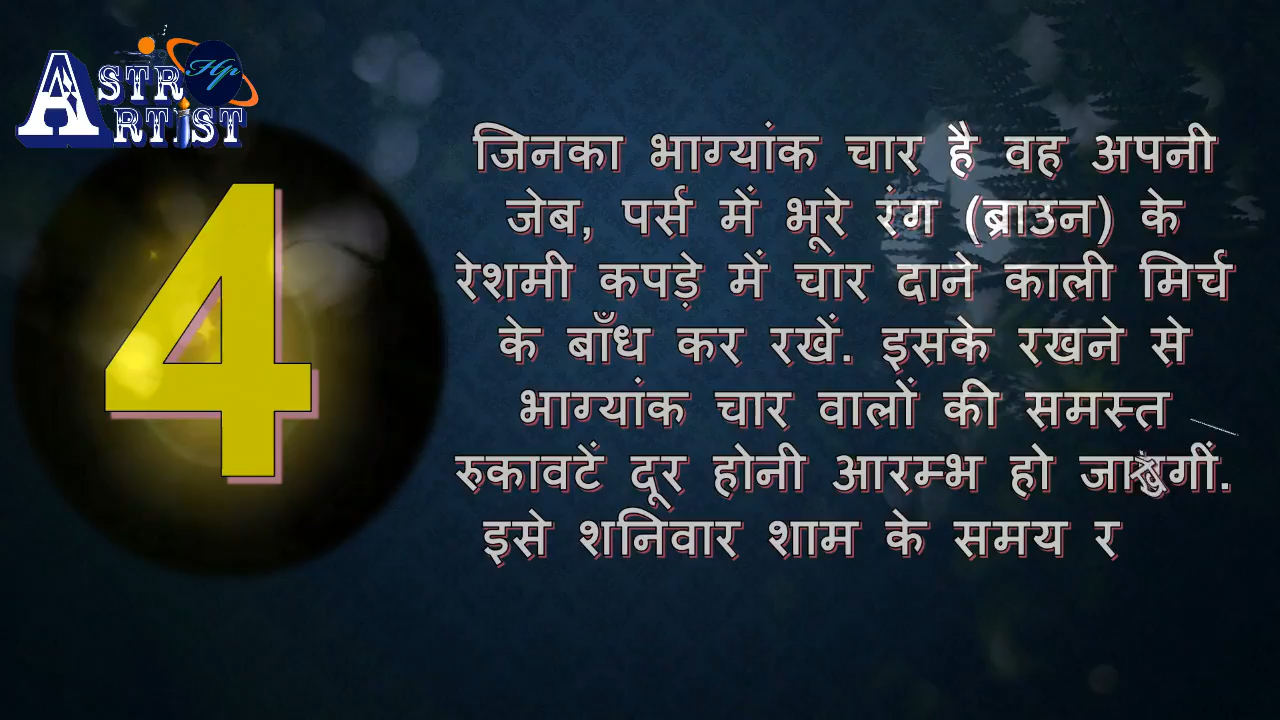 ASTRO Hp
ARTIST
4
जिनका भाग्यांक चार है वह अपनी
जेब, पर्स में भूरे रंग (ब्राउन) के
रेशमी कपड़े में चार दाने काली मिर्च
के बाँध कर रखें. इसके रखने से
भाग्यांक चार वालों की समस्त
रुकावटें दूर होनी आरम्भ हो जायेंगीं.
इसे शनिवार शाम के समय र